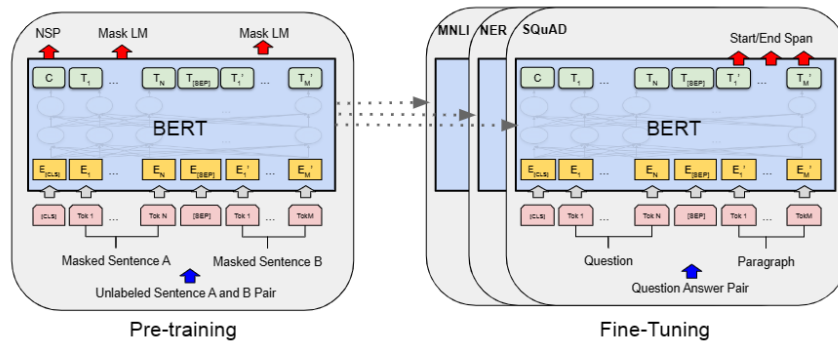 NSP Mask LM Mask LM
C T1 ... TN T[SEP] T1' ... TM'
BERT
E[CLS] E1 ... EN E[SEP] E1' ... EM'
[CLS] Tok 1 ... Tok N [SEP] Tok 1 ... TokM
Masked Sentence A Masked Sentence B
Unlabeled Sentence A and B Pair
Pre-training
MNLI NER SQuAD
Start/End Span
C T1 ... TN T[SEP] T1' ... TM'
BERT
E[CLS] E1 ... EN E[SEP] E1' ... EM'
[CLS] Tok 1 ... Tok N [SEP] Tok 1 ... TokM
Question Paragraph
Question Answer Pair
Fine-Tuning